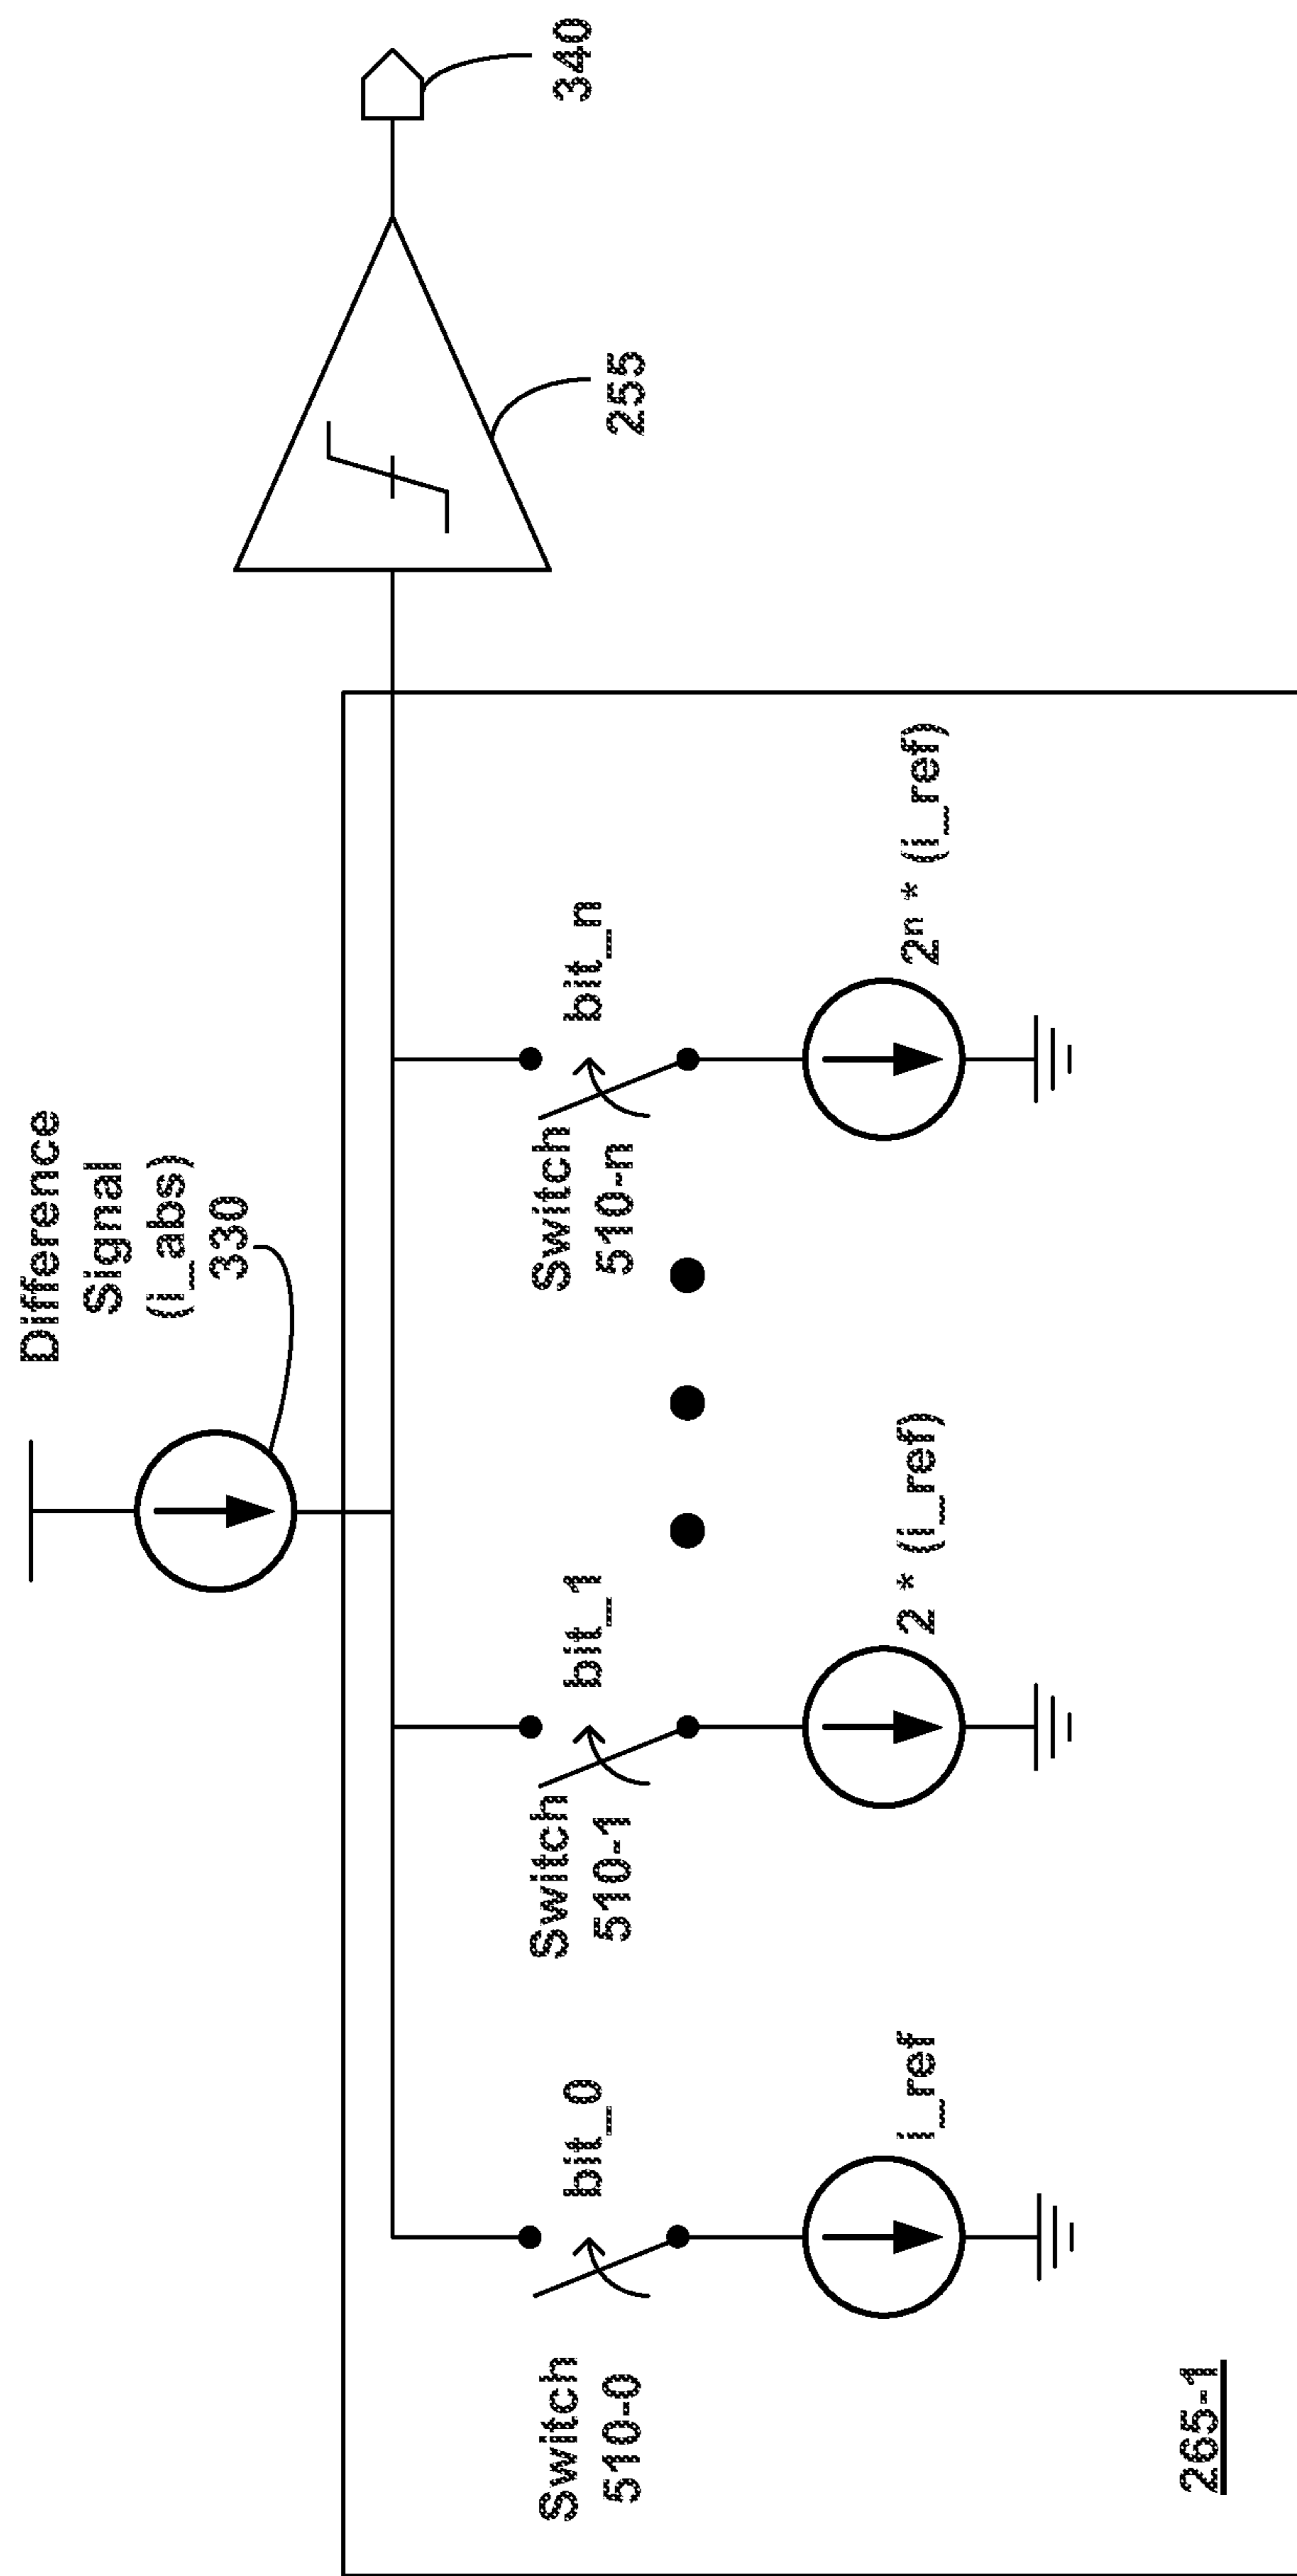 Difference
Signal
(i_abs)
330
340
255
Switch
510-0
bit_0
Switch
510-1
bit_1
Switch
510-n
bit_n
i_ref
2 * (i_ref)
2ⁿ * (i_ref)
265-1